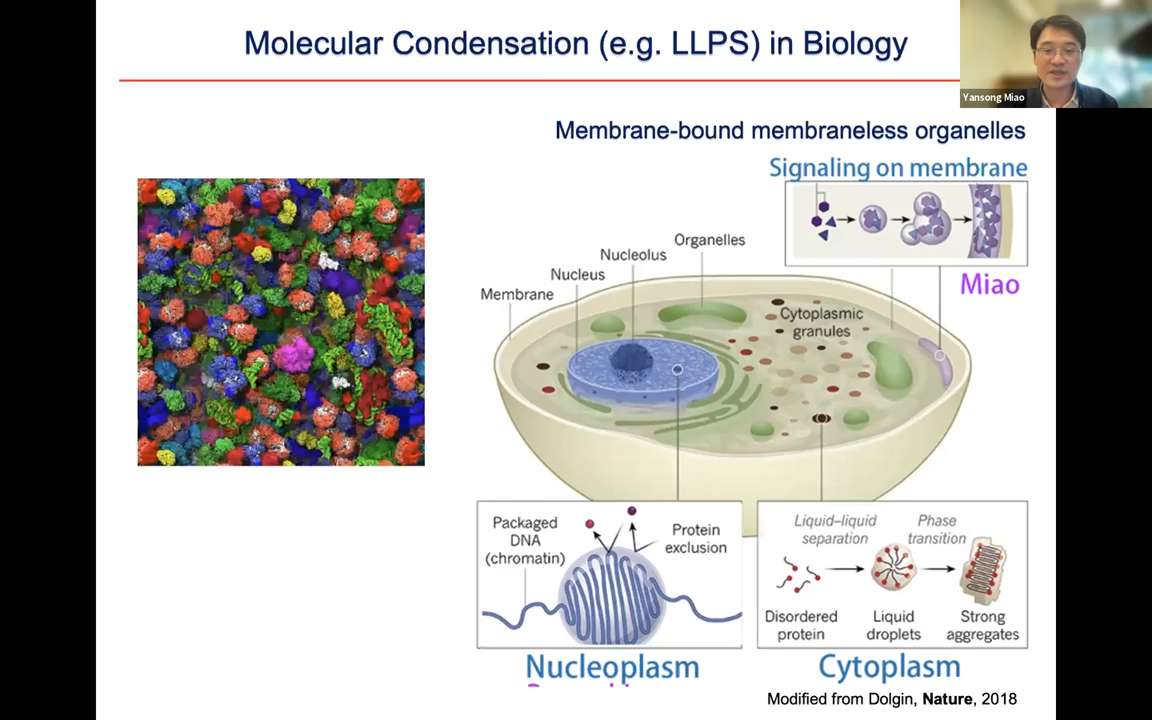 Molecular Condensation (e.g. LLPS) in Biology
Yansong Miao
Membrane-bound membraneless organelles
Signaling on membrane
Miao
Organelles
Nucleolus
Nucleus
Membrane
Cytoplasmic
granules
Packaged
DNA
(chromatin)
Protein
exclusion
Nucleoplasm
Liquid–liquid
separation
Phase
transition
Disordered
protein
Liquid
droplets
Strong
aggregates
Cytoplasm
Modified from Dolgin, Nature, 2018